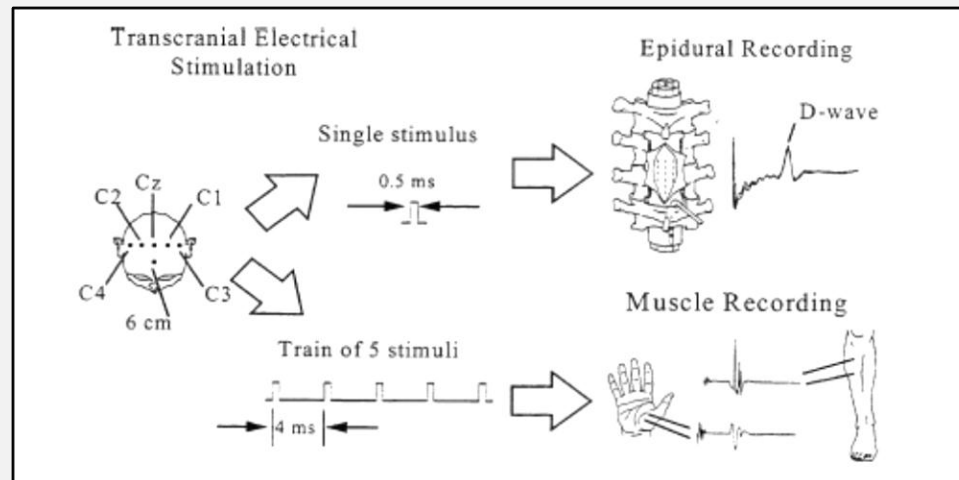 Transcranial Electrical
Stimulation
Epidural Recording
D-wave
Single stimulus
0.5 ms
Cz
C2
C1
C4
C3
6 cm
Muscle Recording
Train of 5 stimuli
4 ms